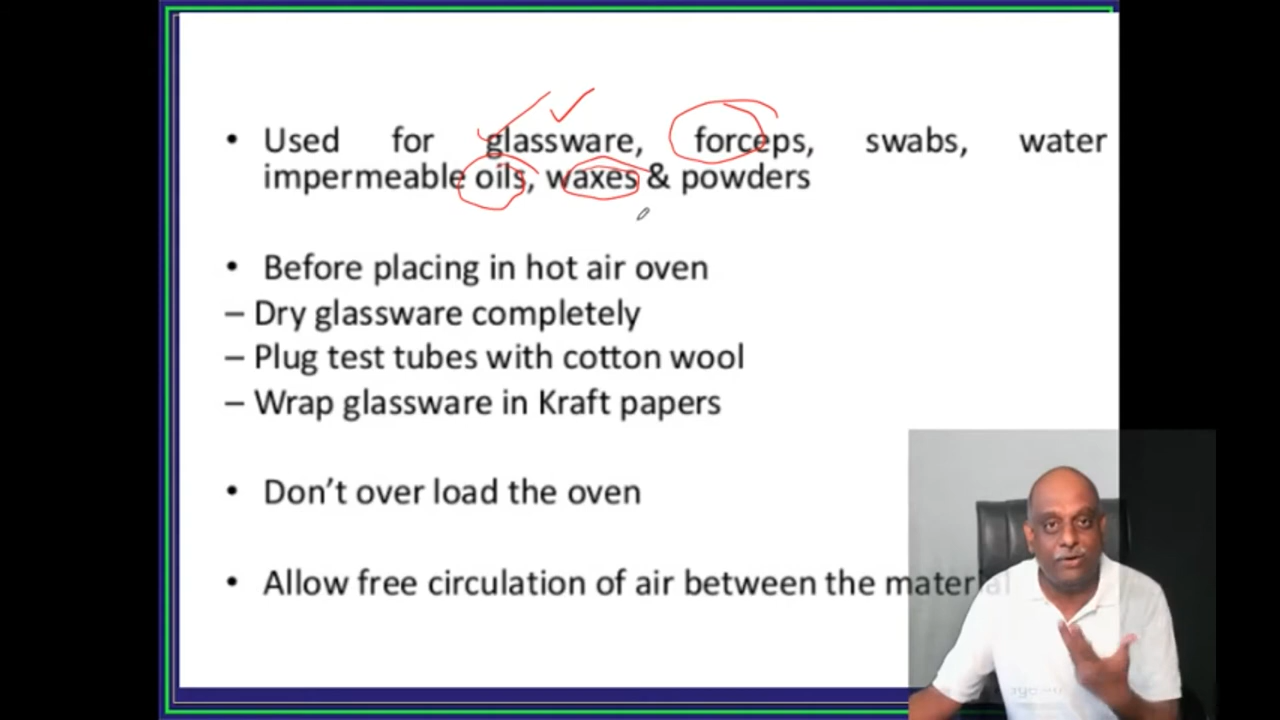 • Used for glassware, forceps, swabs, water
impermeable oils, waxes & powders
• Before placing in hot air oven
– Dry glassware completely
– Plug test tubes with cotton wool
– Wrap glassware in Kraft papers
• Don’t over load the oven
• Allow free circulation of air between the material